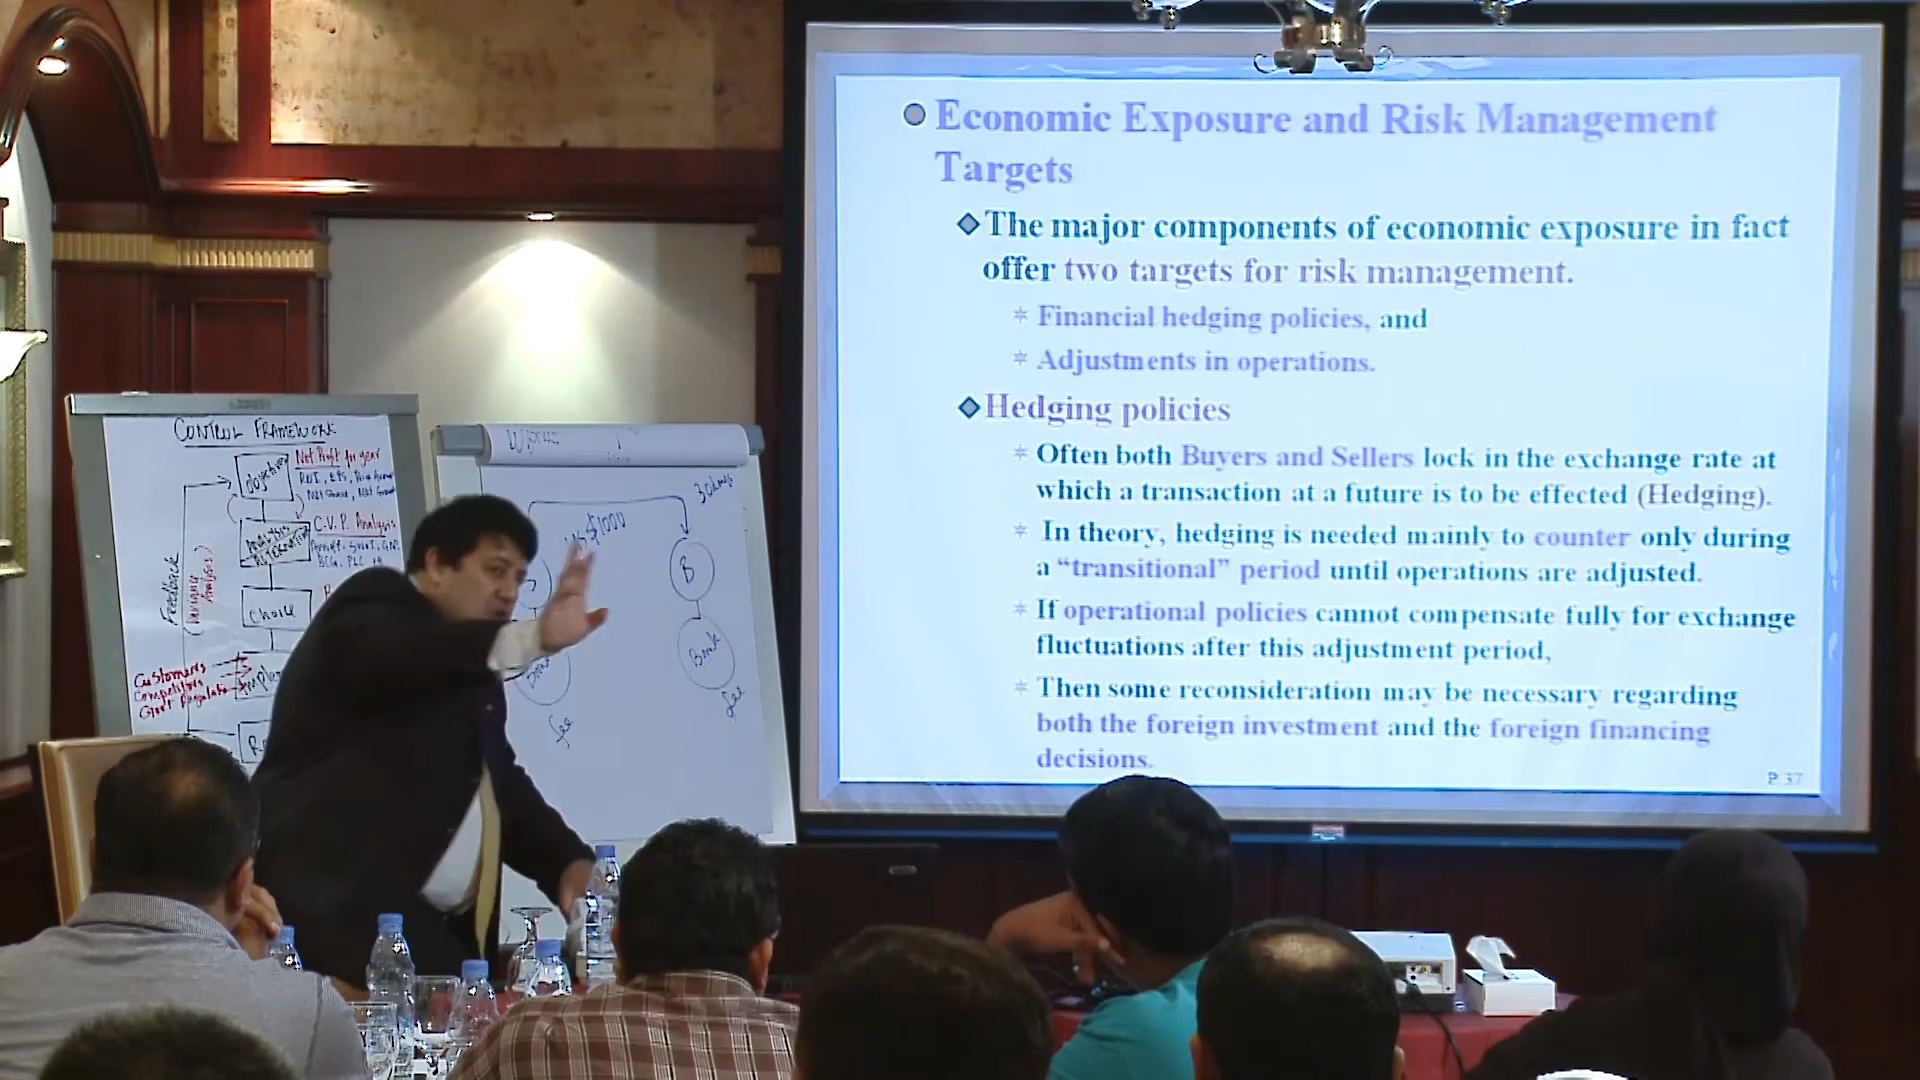 Economic Exposure and Risk Management
Targets
The major components of economic exposure in fact
offer two targets for risk management.
Financial hedging policies, and
Adjustments in operations.
Hedging policies
Often both Buyers and Sellers lock in the exchange rate at
which a transaction at a future is to be effected (Hedging).
In theory, hedging is needed mainly to counter only during
a “transitional” period until operations are adjusted.
If operational policies cannot compensate fully for exchange
fluctuations after this adjustment period,
Then some reconsideration may be necessary regarding
both the foreign investment and the foreign financing
decisions.
P 37
CONTROL FRAMEWORK
Objectives
Net Profit for year
C.V.P. Analysis
ANALYSIS
Choice
Feedback
Customers
Competitors
$1000
B
Bank
fee
fee